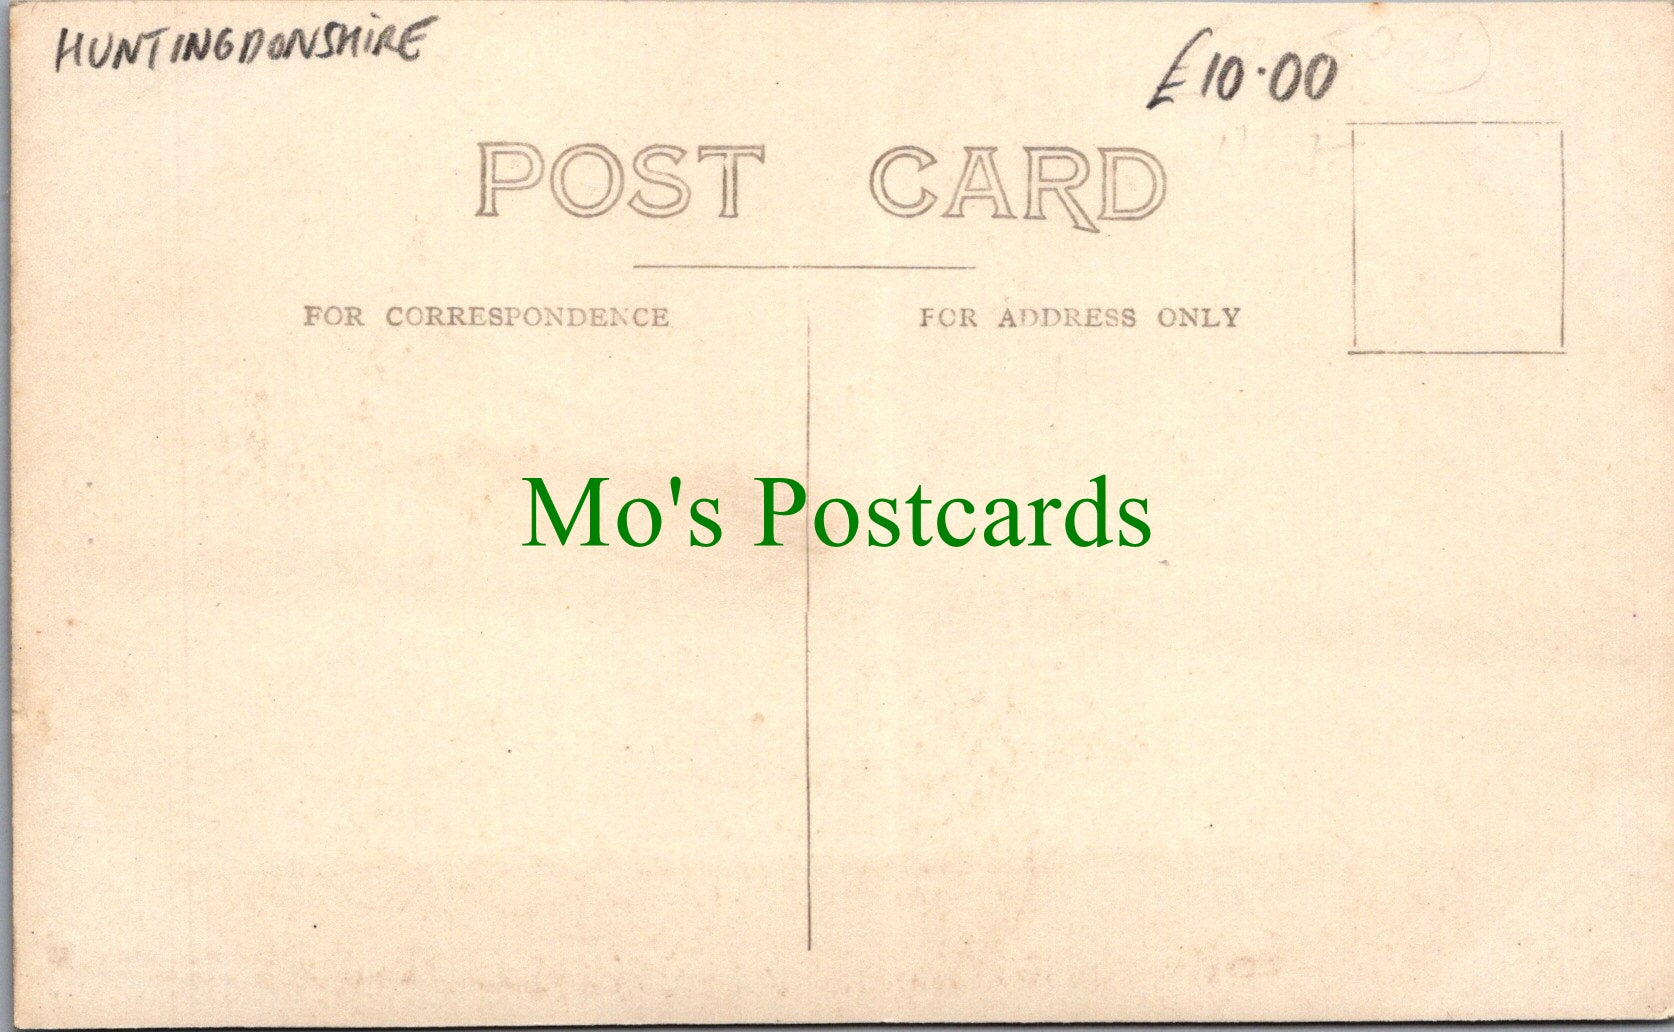 HUNTINGDONSHIRE
£10.00
POST CARD
FOR CORRESPONDENCE
FOR ADDRESS ONLY
Mo's Postcards